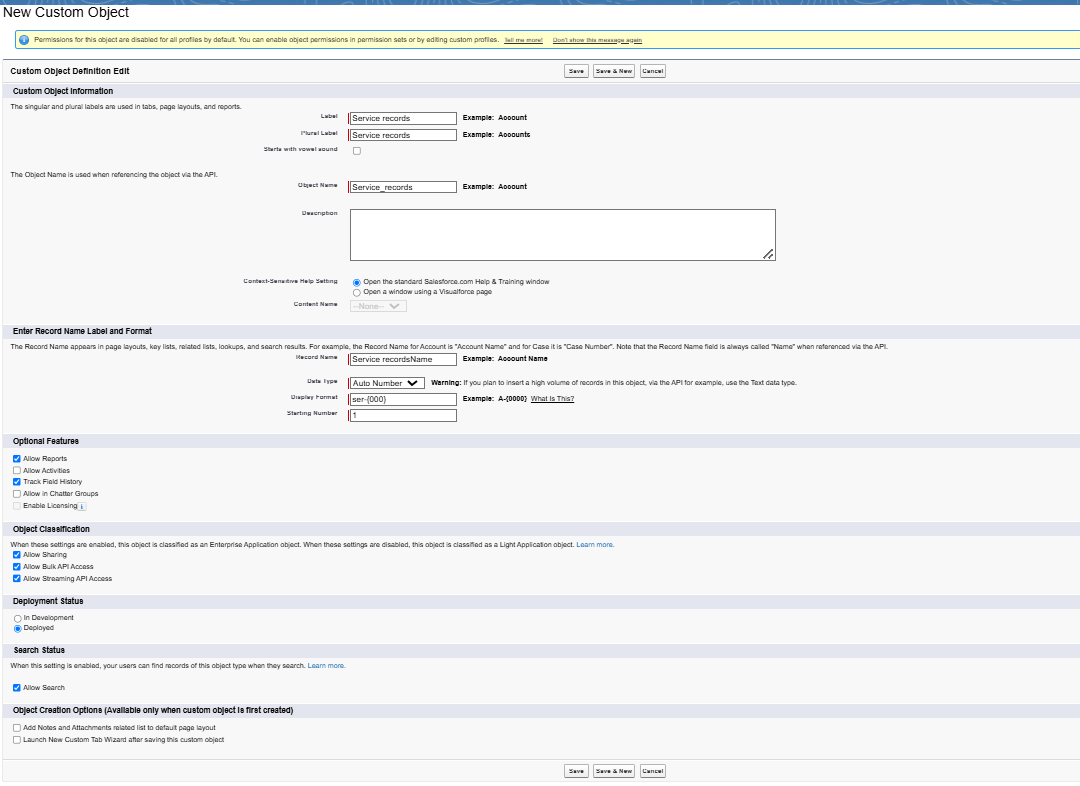 New Custom Object
Permissions for this object are disabled for all profiles by default. You can enable object permissions in permission sets or by editing custom profiles. Tell me more! Don't show this message again
Custom Object Definition Edit Save Save & New Cancel
Custom Object Information
The singular and plural labels are used in tabs, page layouts, and reports.
Label Service records Example: Account
Plural Label Service records Example: Accounts
Starts with vowel sound
The Object Name is used when referencing the object via the API.
Object Name Service_records Example: Account
Description
Context-Sensitive Help Setting Open the standard Salesforce.com Help & Training window
Open a window using a Visualforce page
Content Name --None--
Enter Record Name Label and Format
The Record Name appears in page layouts, key lists, related lists, lookups, and search results. For example, the Record Name for Account is "Account Name" and for Case it is "Case Number". Note that the Record Name field is always called "Name" when referenced via the API.
Record Name Service recordsName Example: Account Name
Data Type Auto Number Warning: If you plan to insert a high volume of records in this object, via the API for example, use the Text data type.
Display Format ser-{000} Example: A-{0000} What Is This?
Starting Number 1
Optional Features
Allow Reports
Allow Activities
Track Field History
Allow in Chatter Groups
Enable Licensing i
Object Classification
When these settings are enabled, this object is classified as an Enterprise Application object. When these settings are disabled, this object is classified as a Light Application object. Learn more.
Allow Sharing
Allow Bulk API Access
Allow Streaming API Access
Deployment Status
In Development
Deployed
Search Status
When this setting is enabled, your users can find records of this object type when they search. Learn more.
Allow Search
Object Creation Options (Available only when custom object is first created)
Add Notes and Attachments related list to default page layout
Launch New Custom Tab Wizard after saving this custom object
Save Save & New Cancel